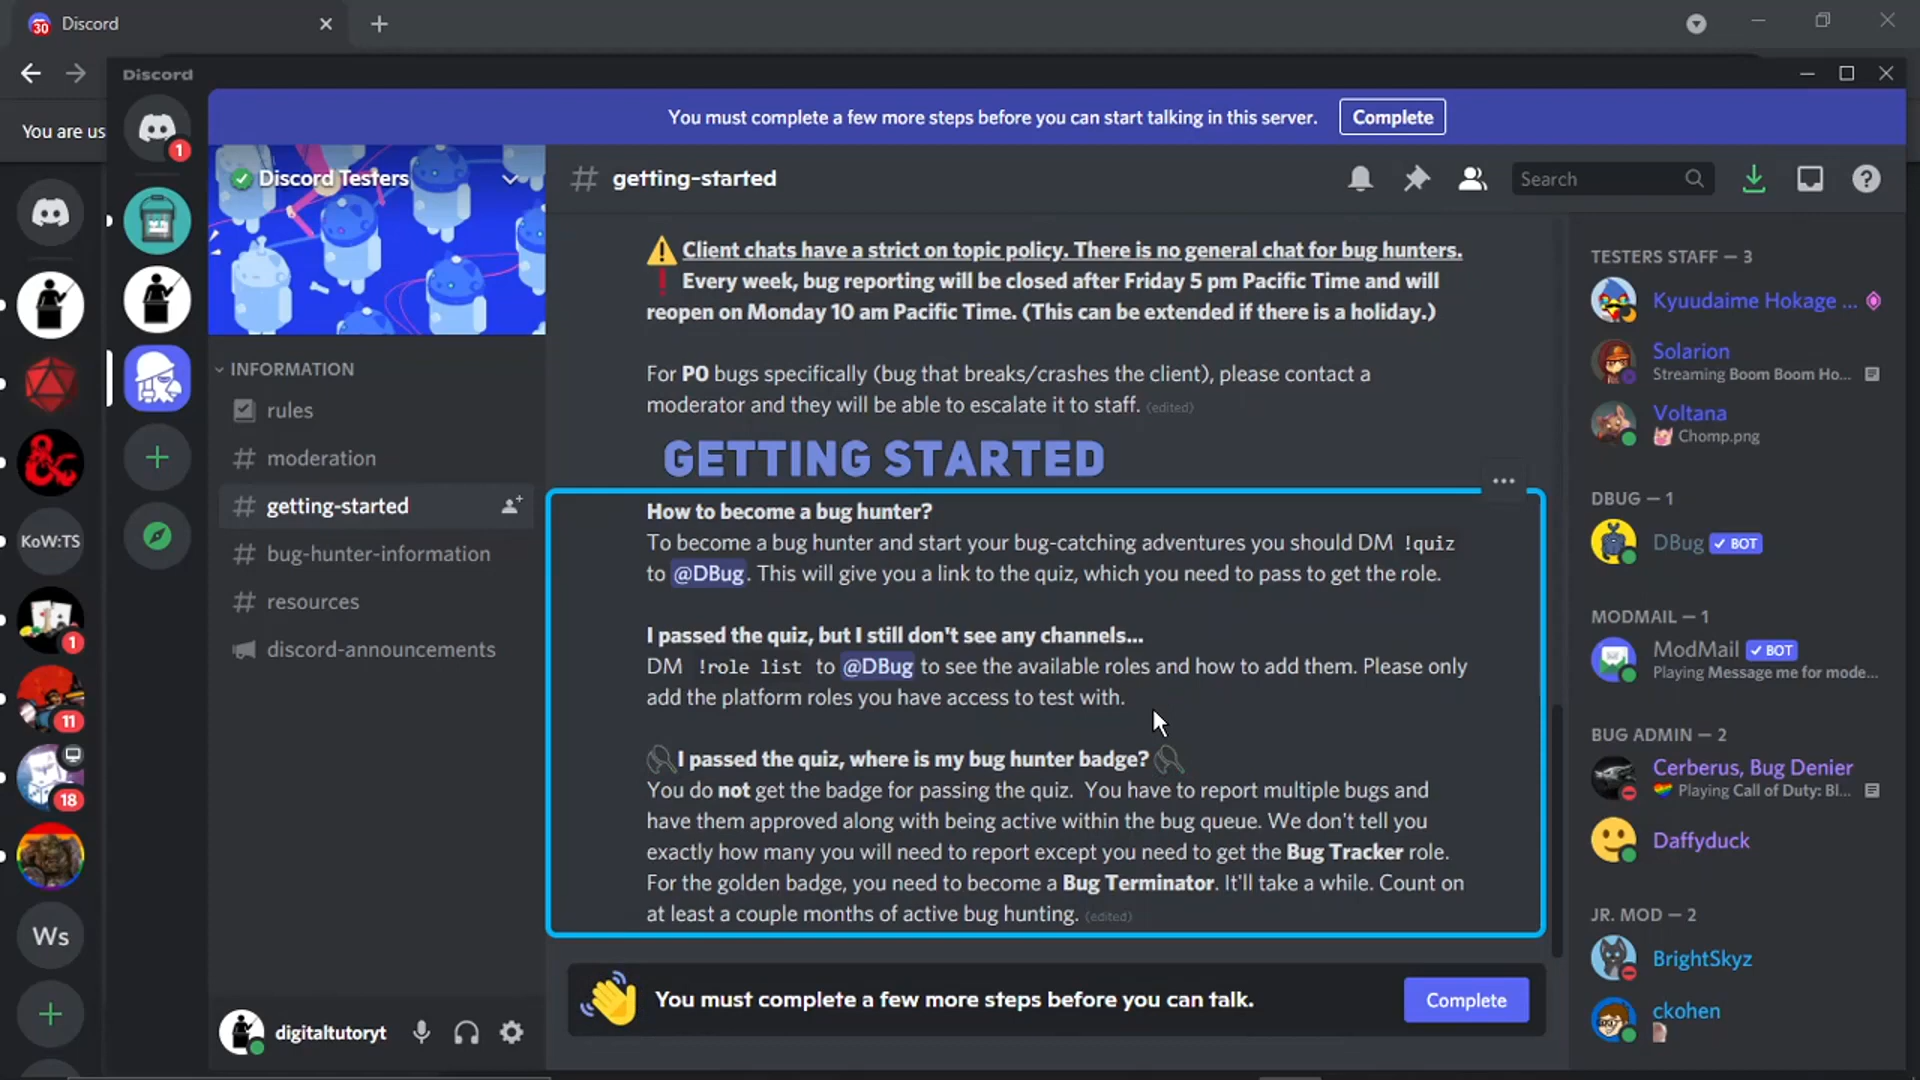 30 Discord
Discord
You are us
You must complete a few more steps before you can start talking in this server. Complete
1
Discord Testers
# getting-started
Search
⚠️ Client chats have a strict on topic policy. There is no general chat for bug hunters.
❗ Every week, bug reporting will be closed after Friday 5 pm Pacific Time and will
reopen on Monday 10 am Pacific Time. (This can be extended if there is a holiday.)
For P0 bugs specifically (bug that breaks/crashes the client), please contact a
moderator and they will be able to escalate it to staff. (edited)
GETTING STARTED
How to become a bug hunter?
To become a bug hunter and start your bug-catching adventures you should DM !quiz
to @DBug. This will give you a link to the quiz, which you need to pass to get the role.
I passed the quiz, but I still don't see any channels...
DM !role list to @DBug to see the available roles and how to add them. Please only
add the platform roles you have access to test with.
I passed the quiz, where is my bug hunter badge?
You do not get the badge for passing the quiz. You have to report multiple bugs and
have them approved along with being active within the bug queue. We don't tell you
exactly how many you will need to report except you need to get the Bug Tracker role.
For the golden badge, you need to become a Bug Terminator. It'll take a while. Count on
at least a couple months of active bug hunting. (edited)
You must complete a few more steps before you can talk. Complete
INFORMATION
rules
# moderation
# getting-started
# bug-hunter-information
# resources
discord-announcements
digitaltutoryt
KoW:TS
1
11
18
Ws
TESTERS STAFF — 3
Kyuudaime Hokage ...
Solarion
Streaming Boom Boom Ho...
Voltana
Chomp.png
DBUG — 1
DBug ✓ BOT
MODMAIL — 1
ModMail ✓ BOT
Playing Message me for mode...
BUG ADMIN — 2
Cerberus, Bug Denier
Playing Call of Duty: Bl...
Daffyduck
JR. MOD — 2
BrightSkyz
ckohen